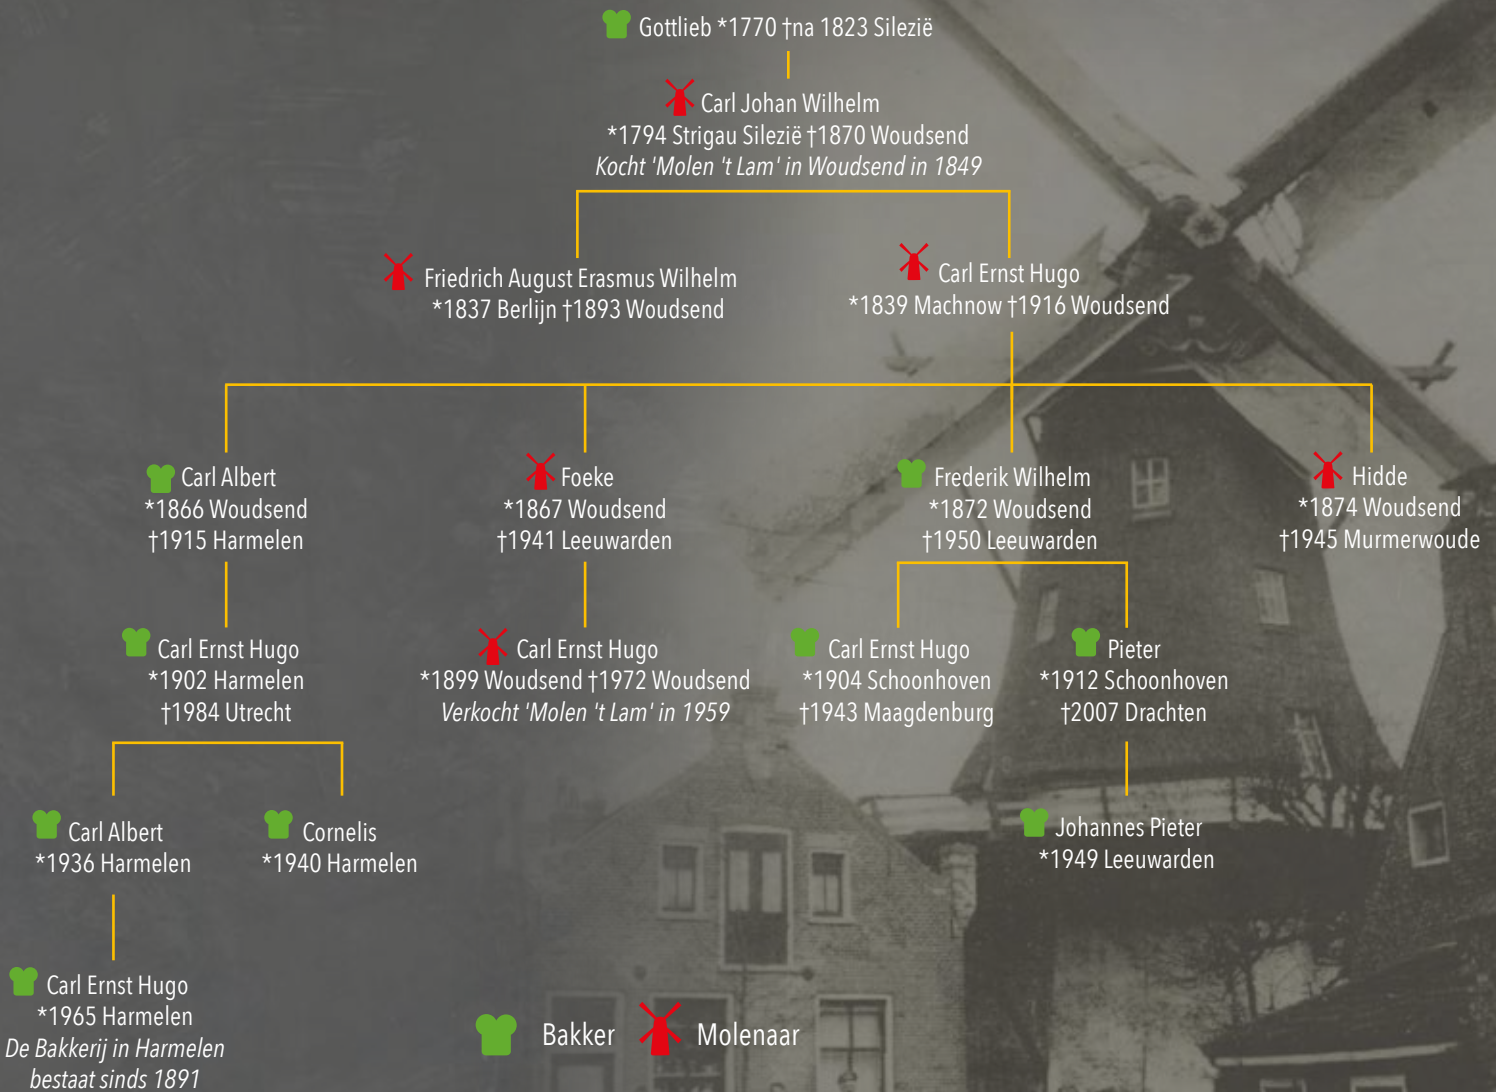 Gottlieb *1770 †na 1823 Silezië
Carl Johan Wilhelm
*1794 Strigau Silezië †1870 Woudsend
Kocht 'Molen 't Lam' in Woudsend in 1849
Friedrich August Erasmus Wilhelm
*1837 Berlijn †1893 Woudsend
Carl Ernst Hugo
*1839 Machnow †1916 Woudsend
Carl Albert
*1866 Woudsend
†1915 Harmelen
Foeke
*1867 Woudsend
†1941 Leeuwarden
Frederik Wilhelm
*1872 Woudsend
†1950 Leeuwarden
Hidde
*1874 Woudsend
†1945 Murmerwoude
Carl Ernst Hugo
*1902 Harmelen
†1984 Utrecht
Carl Ernst Hugo
*1899 Woudsend †1972 Woudsend
Verkocht 'Molen 't Lam' in 1959
Carl Ernst Hugo
*1904 Schoonhoven
†1943 Maagdenburg
Pieter
*1912 Schoonhoven
†2007 Drachten
Carl Albert
*1936 Harmelen
Cornelis
*1940 Harmelen
Johannes Pieter
*1949 Leeuwarden
Carl Ernst Hugo
*1965 Harmelen
De Bakkerij in Harmelen
bestaat sinds 1891
Bakker
Molenaar